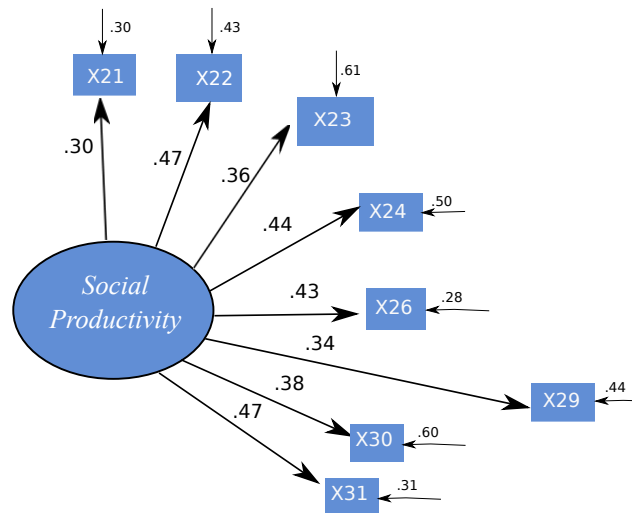 .30
.43
X21
X22
.61
X23
.30
.47
.36
.44
X24
.50
Social
Productivity
.43
X26
.28
.34
X29
.44
.38
X30
.60
.47
X31
.31